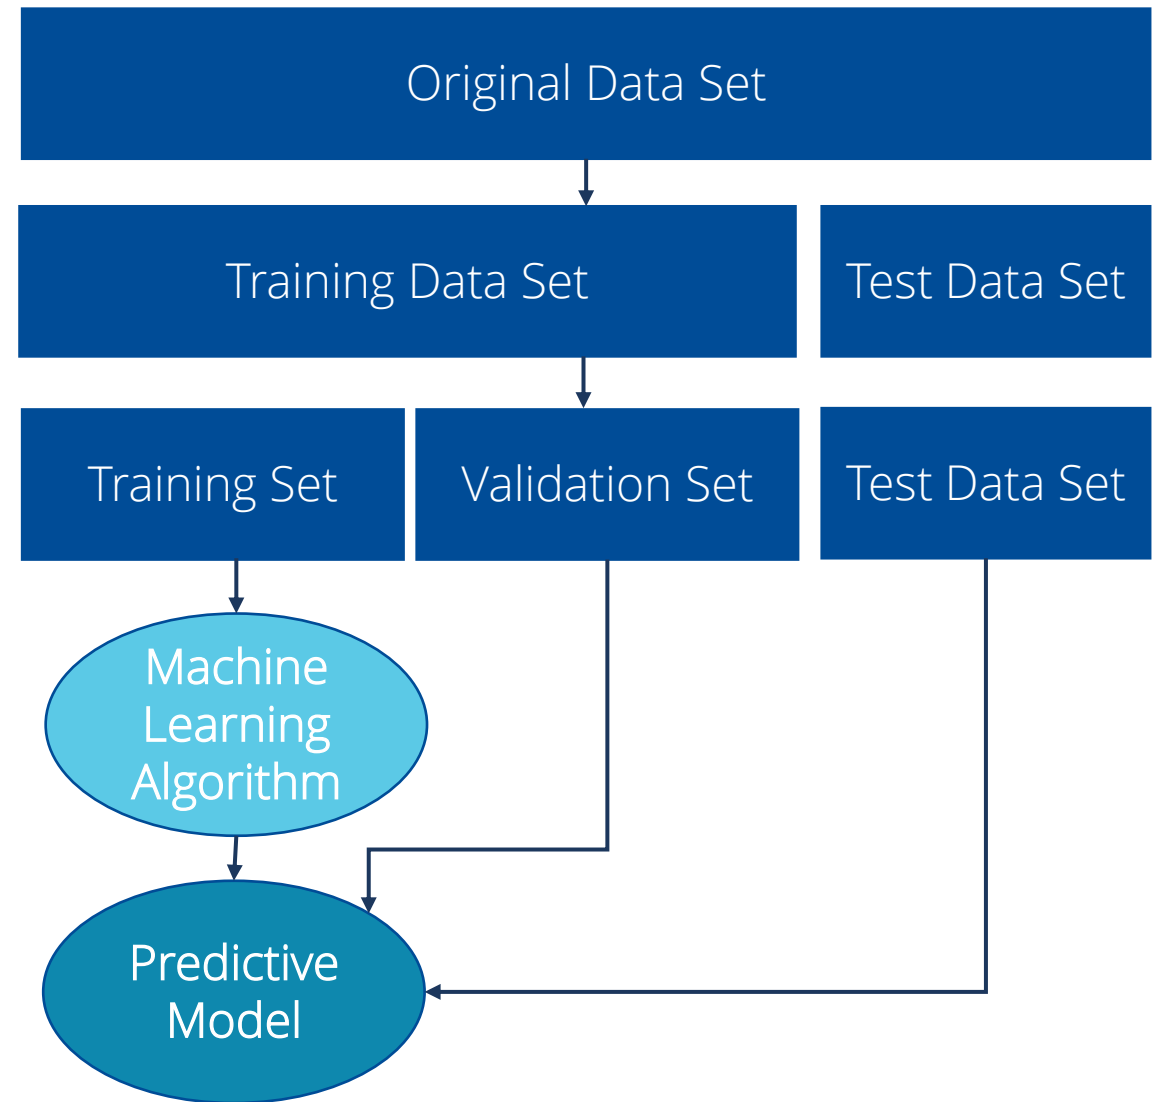 Original Data Set
Training Data Set
Test Data Set
Training Set
Validation Set
Test Data Set
Machine
Learning
Algorithm
Predictive
Model